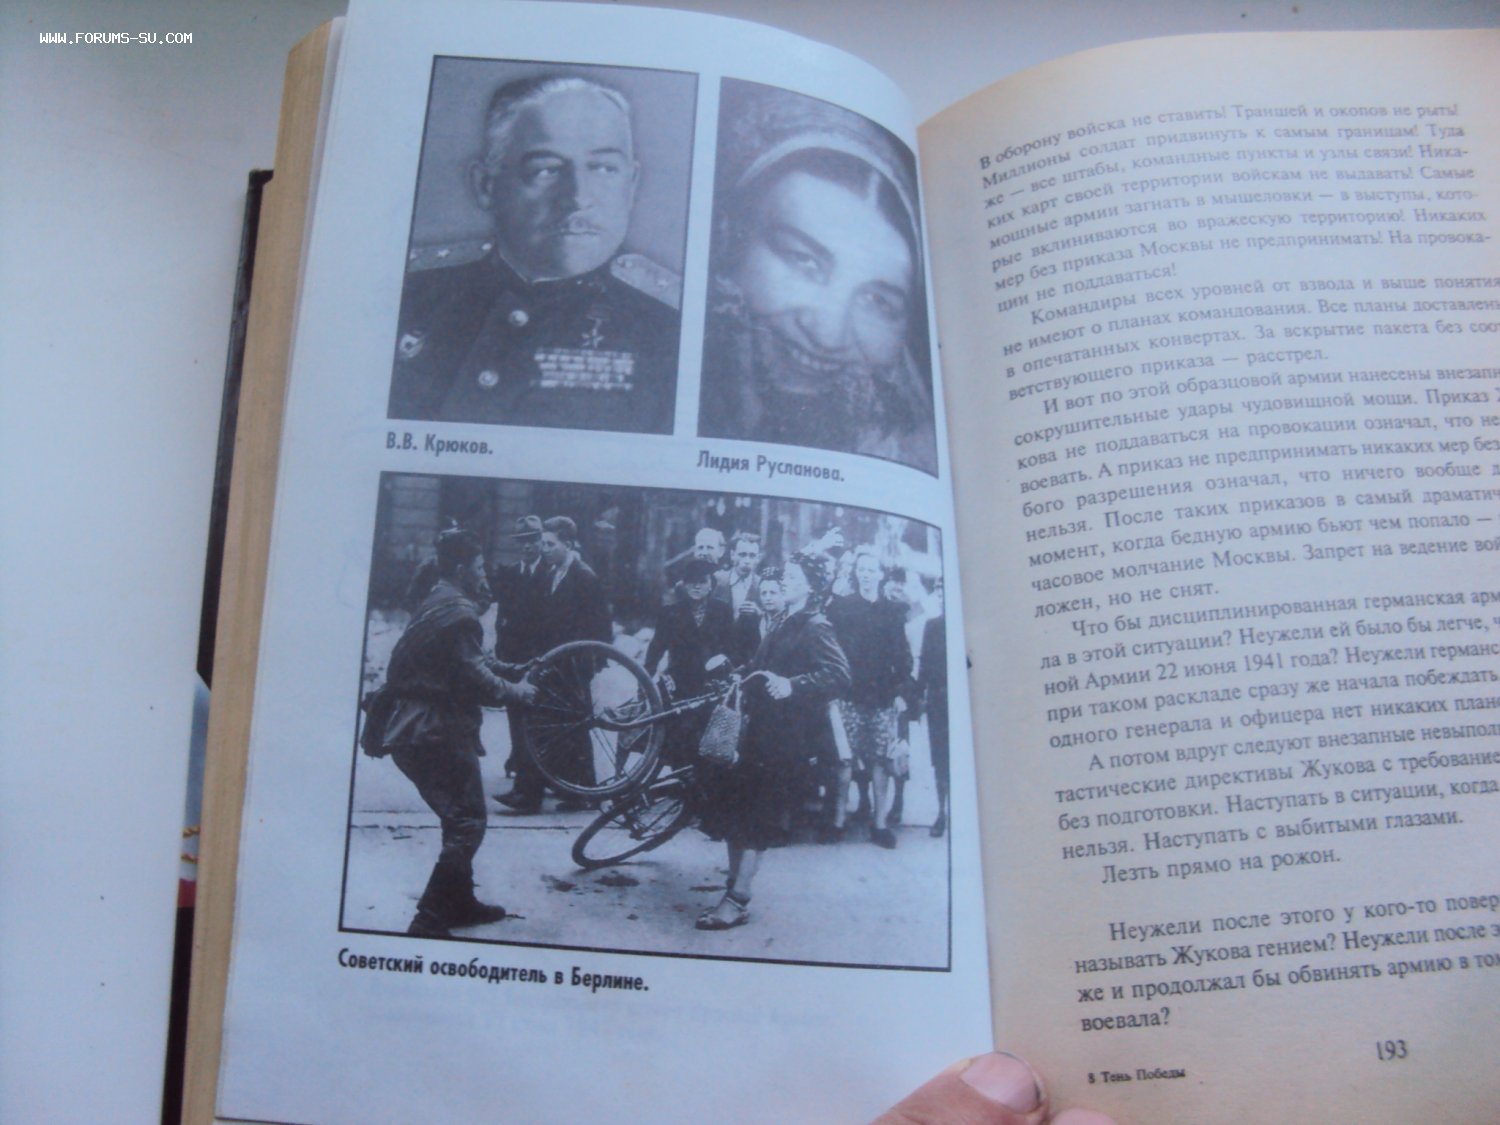 WWW.FORUMS-SU.COM
В.В. Крюков.
Лидия Русланова.
Советский освободитель в Берлине.
В оборону войска не ставить! Траншей и окопов не рыть!
Миллионы солдат придвинуть к самым границам! Туда
же — все штабы, командные пункты и узлы связи! Ника-
ких карт своей территории войскам не выдавать! Самые
мощные армии загнать в мышеловки — в выступы, кото-
рые вклиниваются во вражескую территорию! Никаких
мер без приказа Москвы не предпринимать! На провока-
ции не поддаваться!
Командиры всех уровней от взвода и выше понятия
не имеют о планах командования. Все планы доставлены
в опечатанных конвертах. За вскрытие пакета без соот
ветствующего приказа — расстрел.
И вот по этой образцовой армии нанесены внезапн
сокрушительные удары чудовищной мощи. Приказ
кова не поддаваться на провокации означал, что не
воевать. А приказ не предпринимать никаких мер без
бого разрешения означал, что ничего вообще д
нельзя. После таких приказов в самый драматич
момент, когда бедную армию бьют чем попало —
часовое молчание Москвы. Запрет на ведение вой
ложен, но не снят.
Что бы дисциплинированная германская арм
ла в этой ситуации? Неужели ей было бы легче, ч
ной Армии 22 июня 1941 года? Неужели германс
при таком раскладе сразу же начала побеждать
одного генерала и офицера нет никаких плано
А потом вдруг следуют внезапные невыпол
тастические директивы Жукова с требование
без подготовки. Наступать в ситуации, когда
нельзя. Наступать с выбитыми глазами.
Лезть прямо на рожон.
Неужели после этого у кого-то повер
называть Жукова гением? Неужели после э
же и продолжал бы обвинять армию в том
воевала?
193
8 Тень Победы